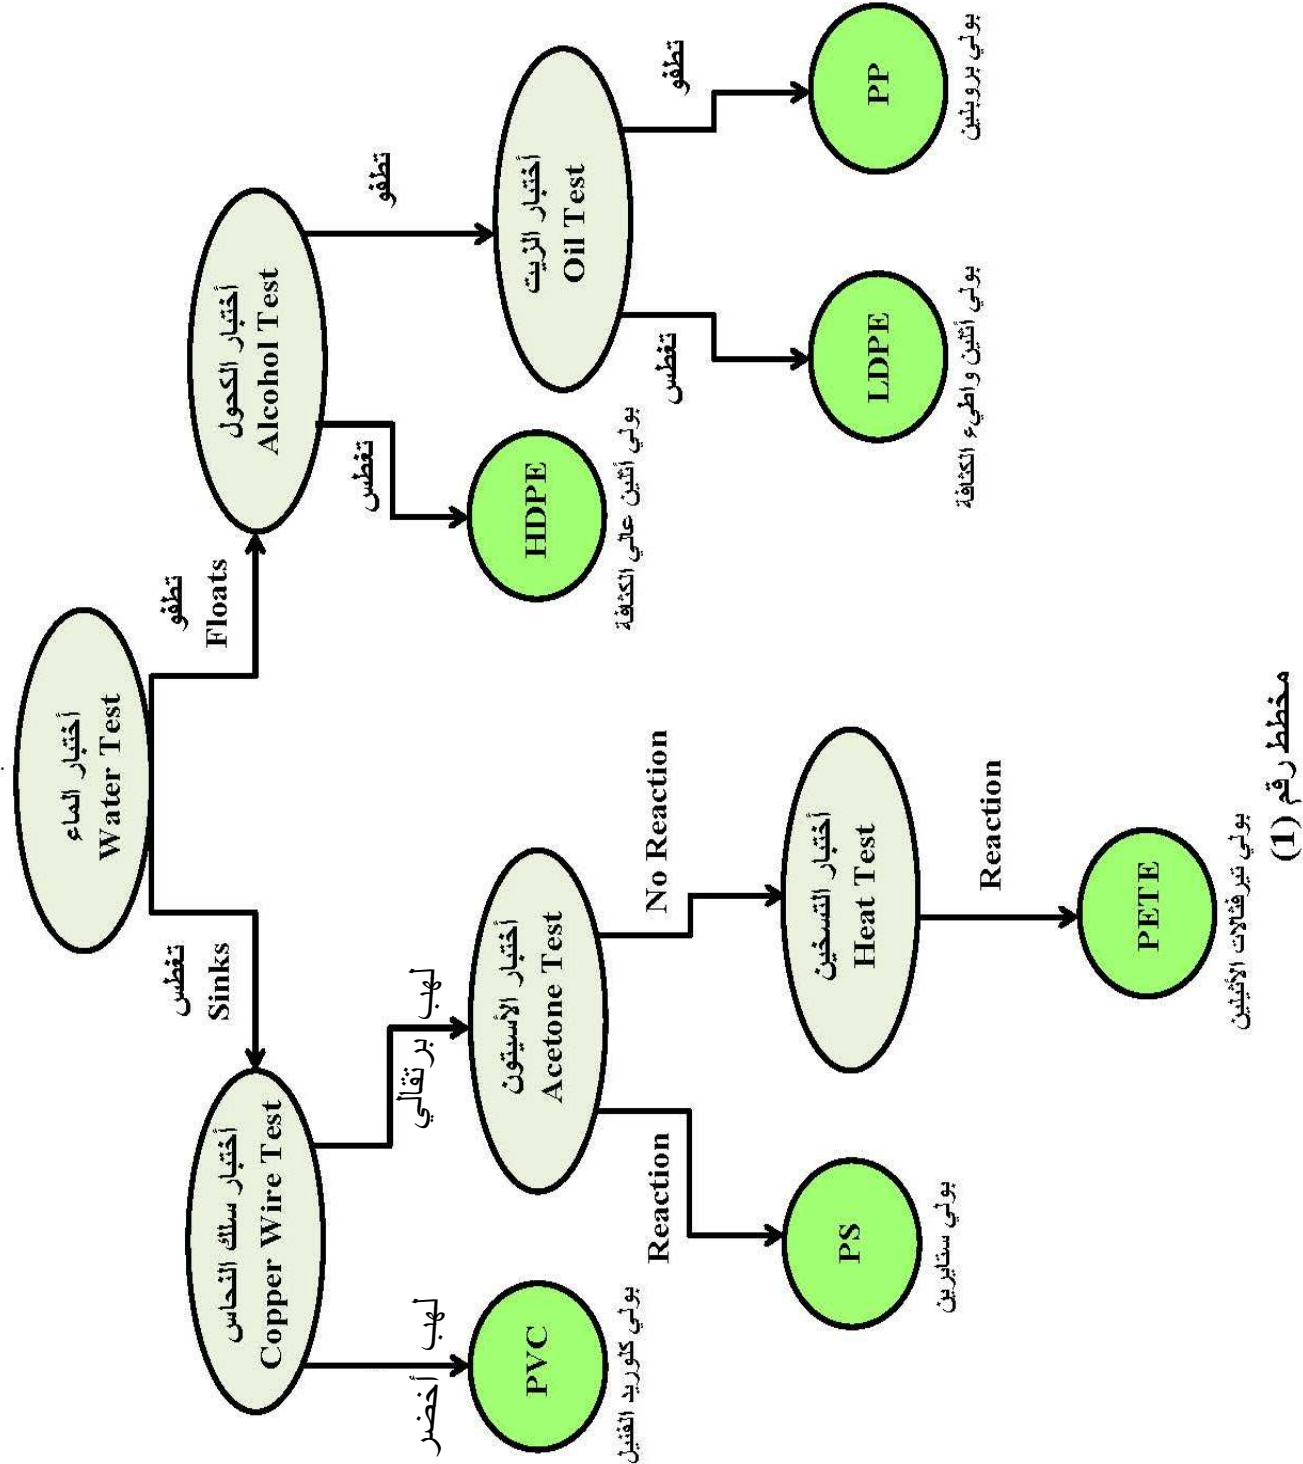 أختبار الماء
Water Test
تغطس
Sinks
تطفو
Floats
أختبار سلك النحاس
Copper Wire Test
أختبار الكحول
Alcohol Test
لهب أخضر
لهب برتقالي
تغطس
تطفو
PVC
بولي كلوريد الفنيل
أختبار الأسيتون
Acetone Test
HDPE
بولي أثلين عالي الكثافة
أختبار الزيت
Oil Test
Reaction
No Reaction
تغطس
تطفو
PS
بولي ستايرين
أختبار التسخين
Heat Test
LDPE
بولي أثلين واطيء الكثافة
PP
بولي بروبلين
Reaction
PETE
بولي تيرفثالات الأثيلين
مخطط رقم (1)